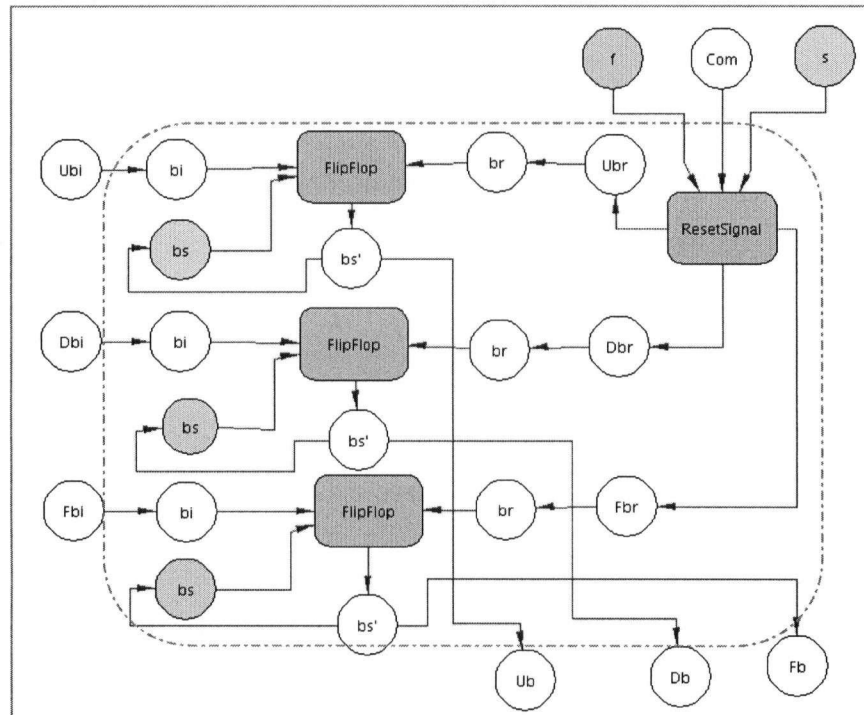 f
Com
s
Ubi
bi
FlipFlop
br
Ubr
ResetSignal
bs
bs'
Dbi
bi
FlipFlop
br
Dbr
bs
bs'
Fbi
bi
FlipFlop
br
Fbr
bs
bs'
Ub
Db
Fb